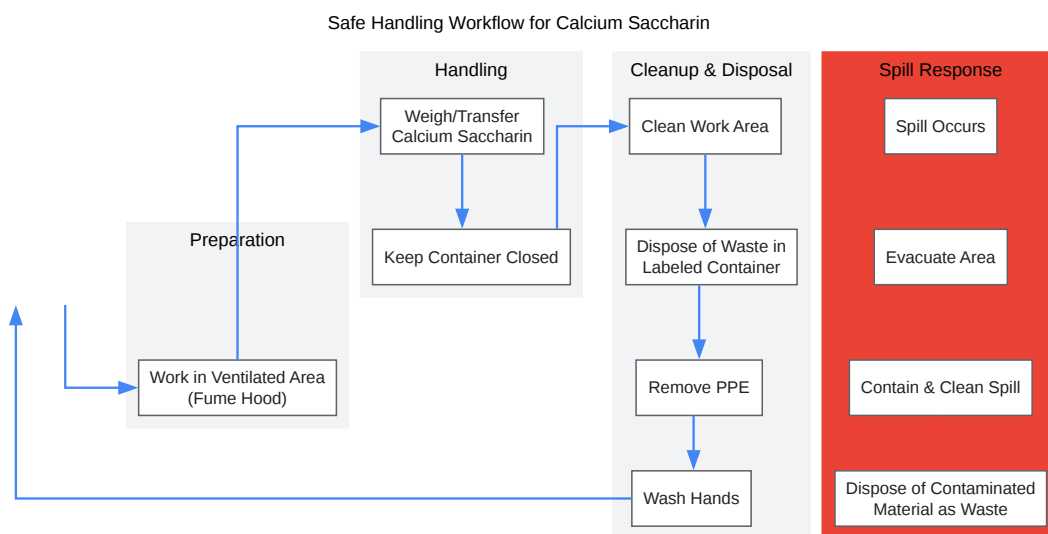 Safe Handling Workflow for Calcium Saccharin
Preparation
Work in Ventilated Area
(Fume Hood)
Handling
Weigh/Transfer
Calcium Saccharin
Keep Container Closed
Cleanup & Disposal
Clean Work Area
Dispose of Waste in
Labeled Container
Remove PPE
Wash Hands
Spill Response
Spill Occurs
Evacuate Area
Contain & Clean Spill
Dispose of Contaminated
Material as Waste